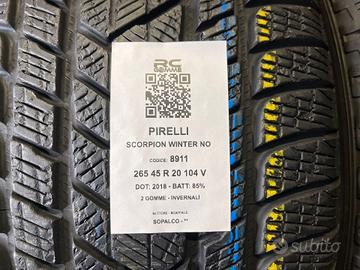 RC
GOMME
PIRELLI
SCORPION WINTER NO
CODICE: 8911
265 45 R 20 104 V
DOT: 2018 - BATT: 85%
2 GOMME - INVERNALI
SOPALCO - **
subito